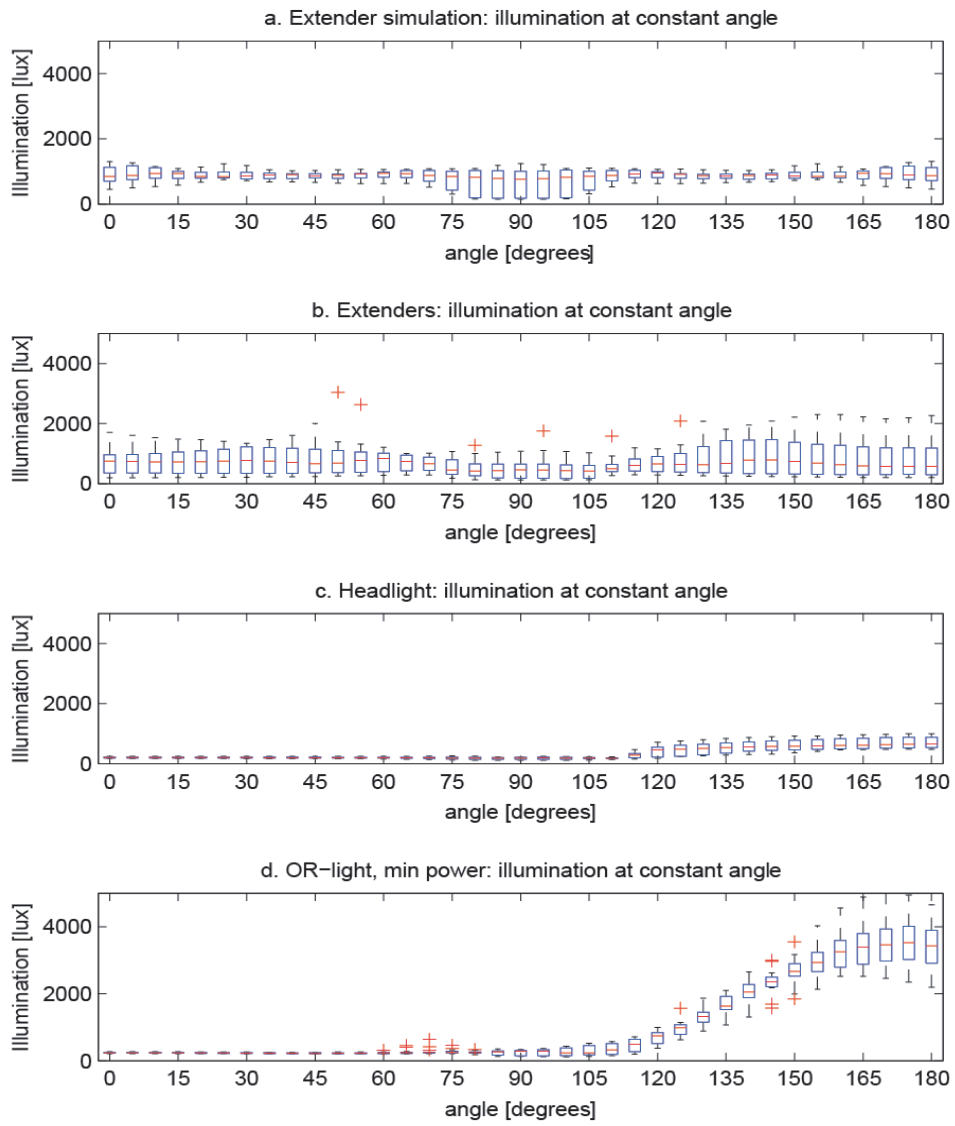 a. Extender simulation: illumination at constant angle
Illumination [lux]
4000
2000
0
0 15 30 45 60 75 90 105 120 135 150 165 180
angle [degrees]
b. Extenders: illumination at constant angle
Illumination [lux]
4000
2000
0
0 15 30 45 60 75 90 105 120 135 150 165 180
angle [degrees]
c. Headlight: illumination at constant angle
Illumination [lux]
4000
2000
0
0 15 30 45 60 75 90 105 120 135 150 165 180
angle [degrees]
d. OR−light, min power: illumination at constant angle
Illumination [lux]
4000
2000
0
0 15 30 45 60 75 90 105 120 135 150 165 180
angle [degrees]